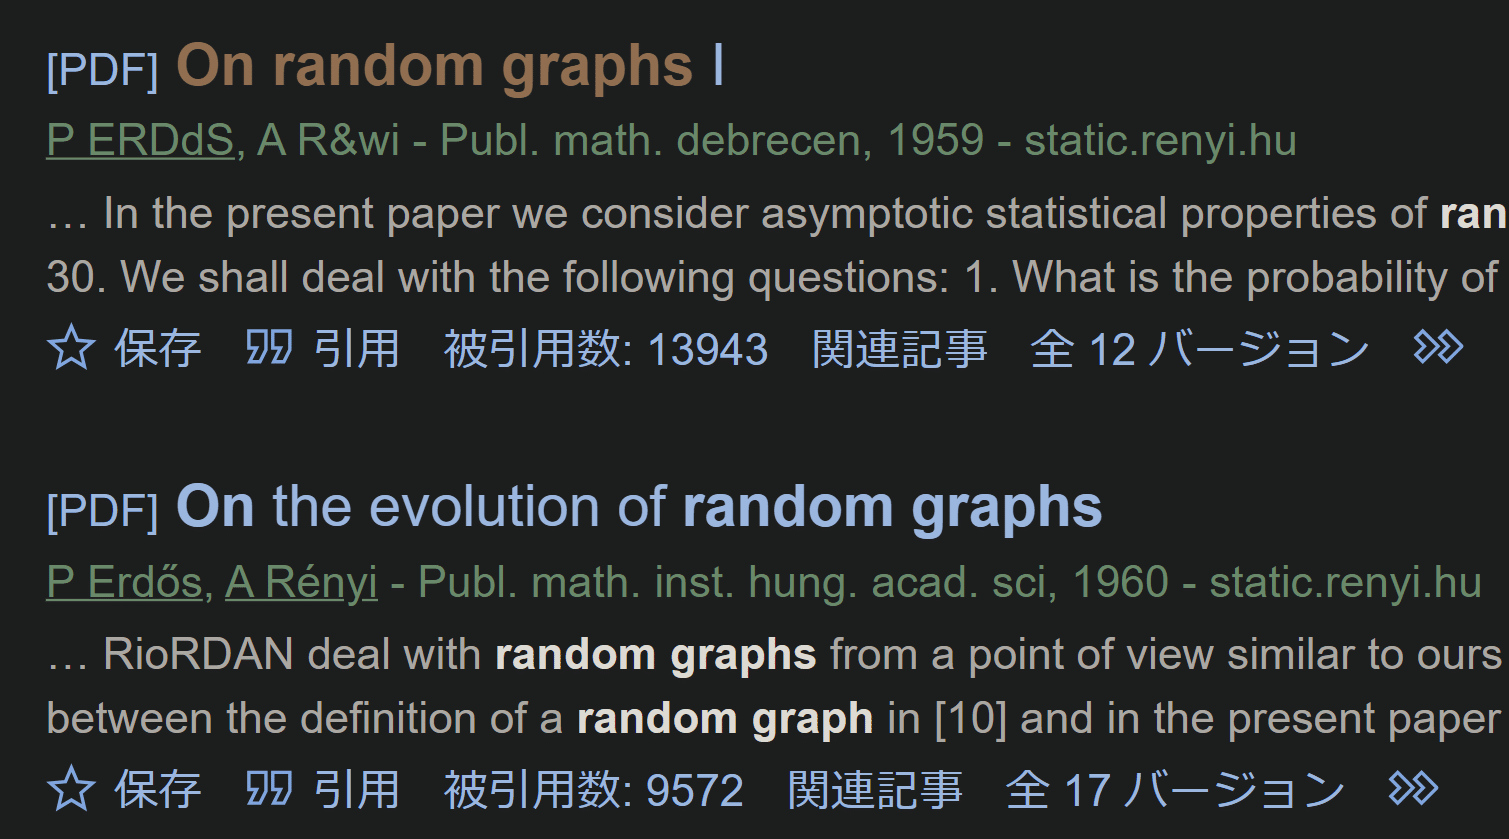 [PDF] On random graphs I
P ERDdS, A R&wi - Publ. math. debrecen, 1959 - static.renyi.hu
… In the present paper we consider asymptotic statistical properties of ran
30. We shall deal with the following questions: 1. What is the probability of
保存 引用 被引用数: 13943 関連記事 全 12 バージョン
[PDF] On the evolution of random graphs
P Erdős, A Rényi - Publ. math. inst. hung. acad. sci, 1960 - static.renyi.hu
… RioRDAN deal with random graphs from a point of view similar to ours
between the definition of a random graph in [10] and in the present paper
保存 引用 被引用数: 9572 関連記事 全 17 バージョン